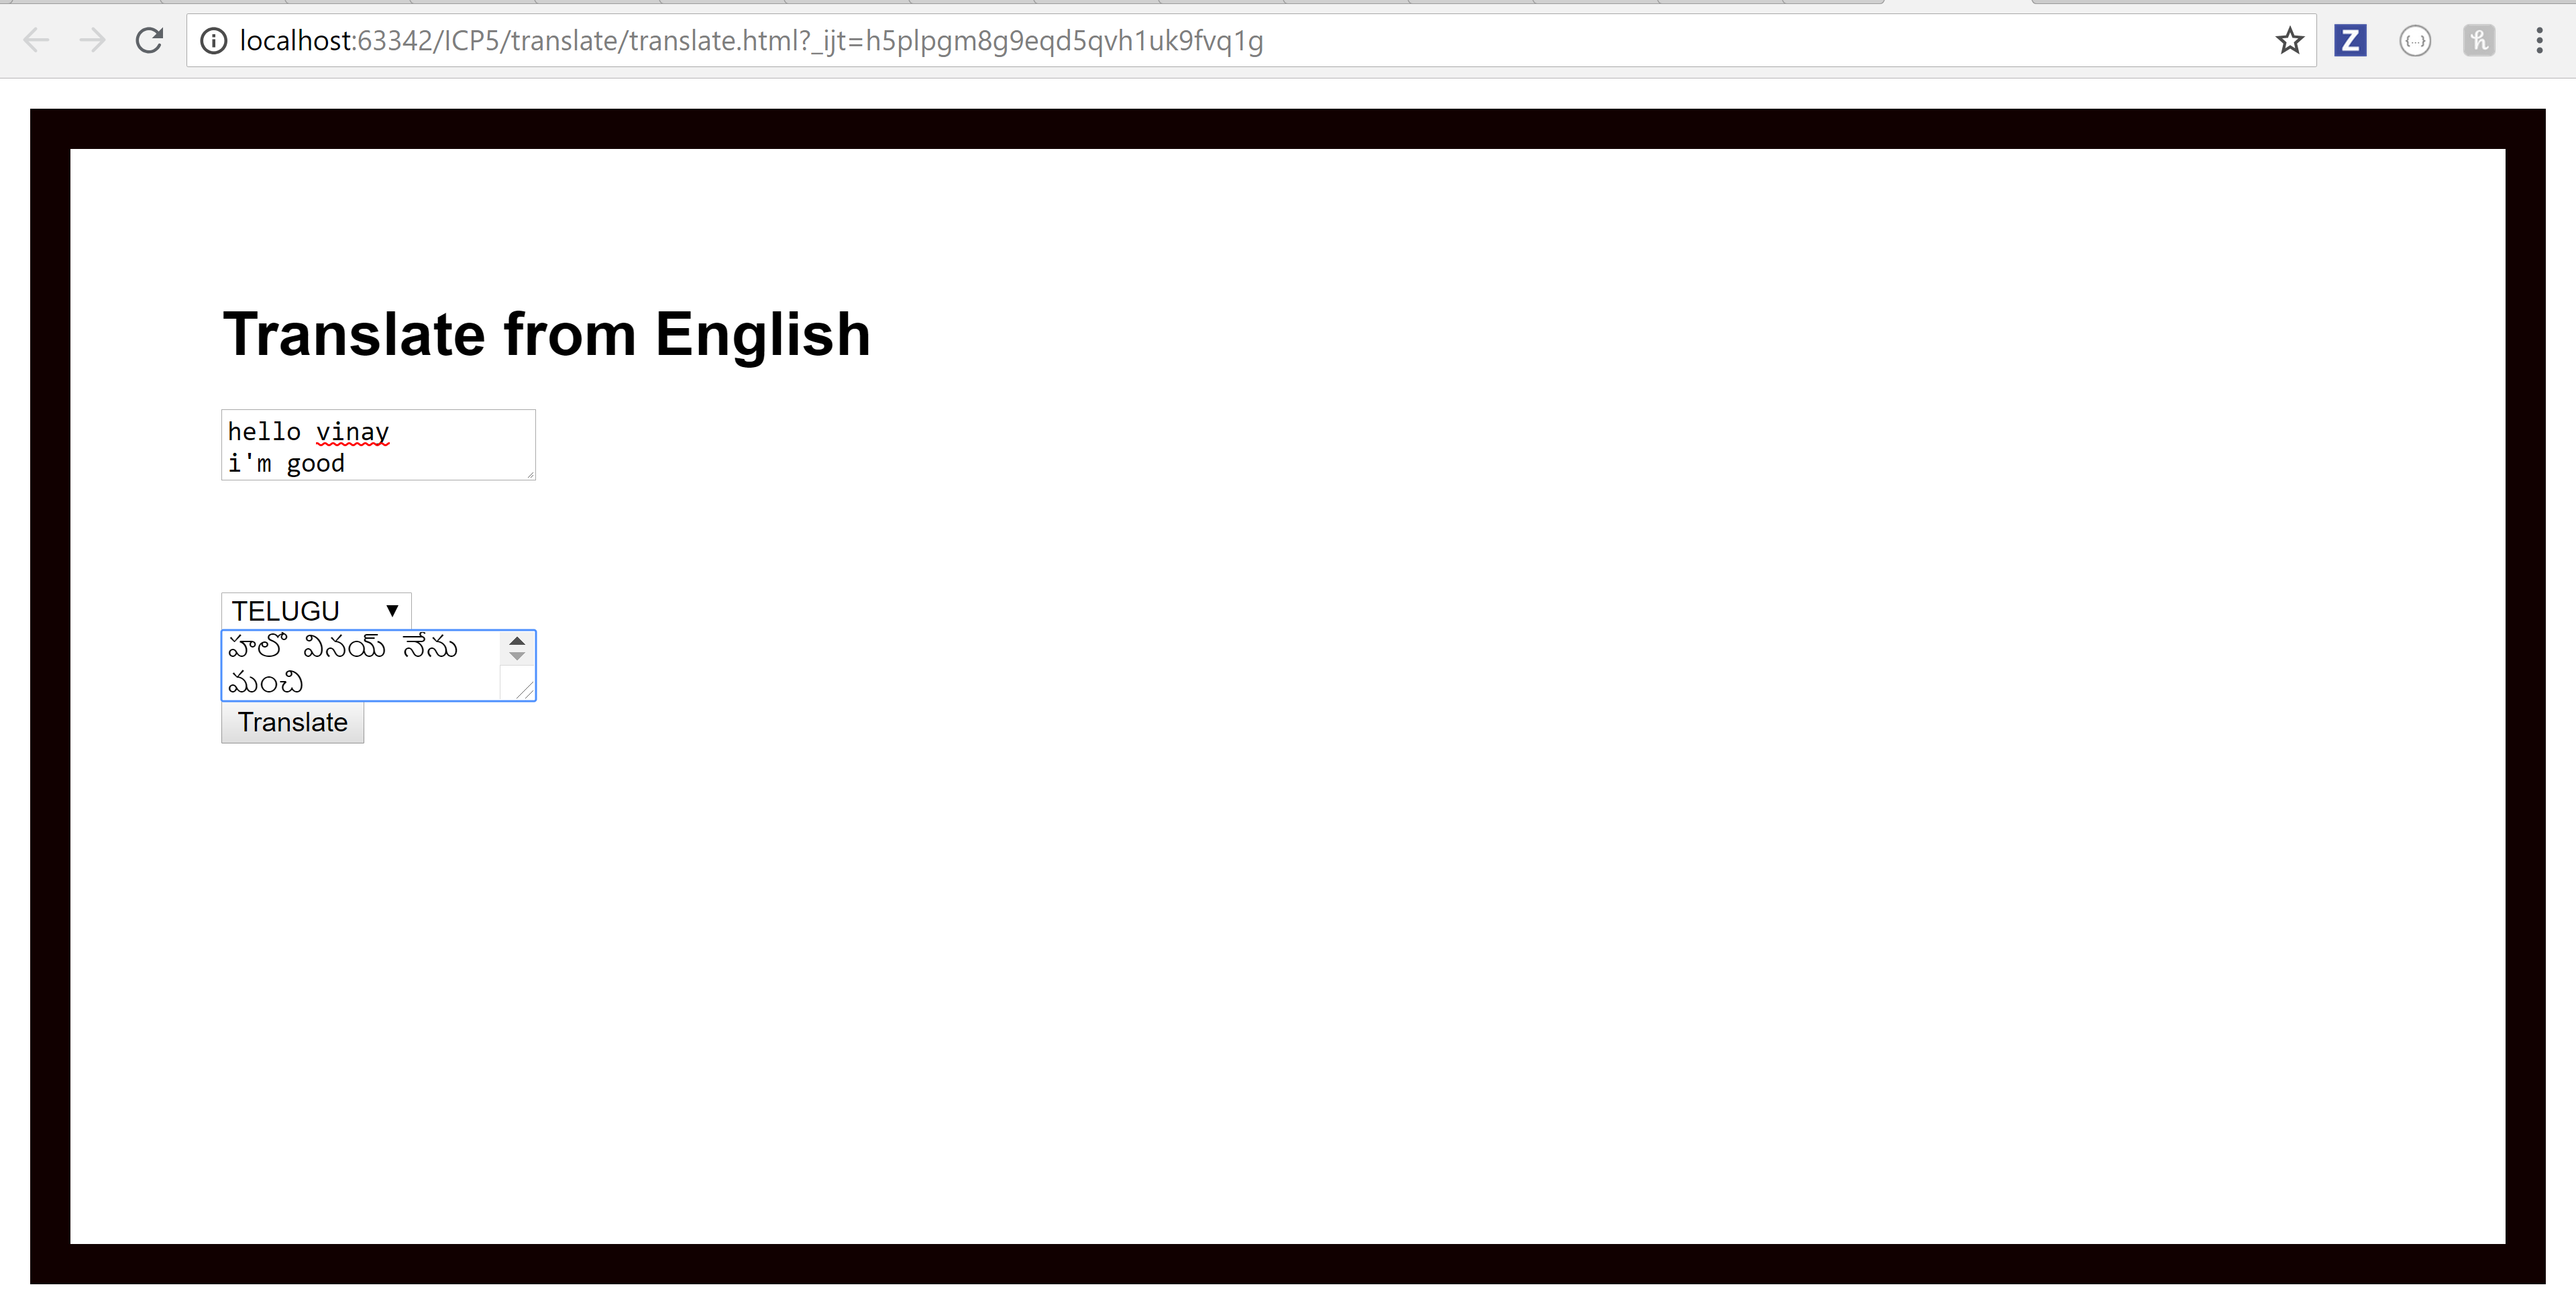 localhost:63342/ICP5/translate/translate.html?_ijt=h5plpgm8g9eqd5qvh1uk9fvq1g
Z
{...}
h
Translate from English
hello vinay
i'm good
TELUGU
హలో వినయ్ నేను
మంచి
Translate